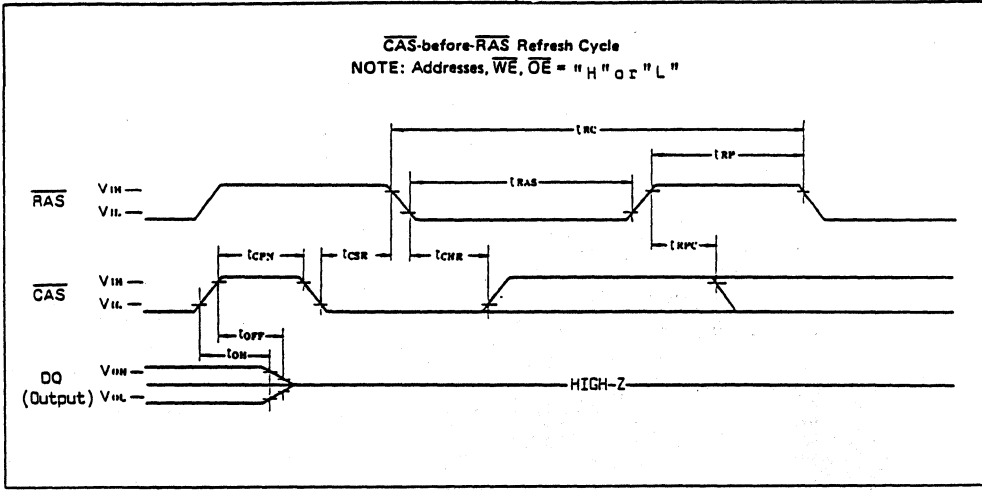 CAS-before-RAS Refresh Cycle
NOTE: Addresses, WE, OE = "H" or "L"
tRC
tRP
tRAS
RAS
VIH
VIL
tRPC
tCPN
tCSR
tCHR
CAS
VIH
VIL
tOFF
tOH
DQ
(Output)
VOH
VOL
HIGH-Z